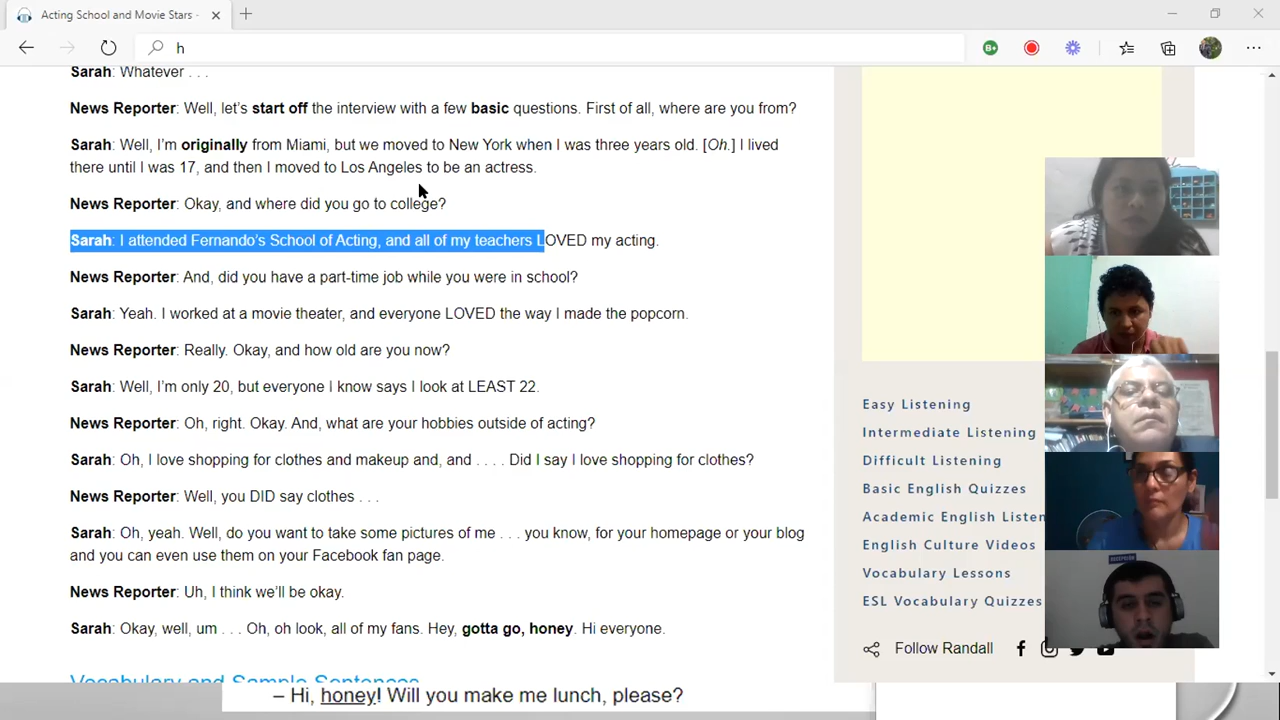 Acting School and Movie Stars -
h
B+
Sarah: Whatever . . .
News Reporter: Well, let's start off the interview with a few basic questions. First of all, where are you from?
Sarah: Well, I'm originally from Miami, but we moved to New York when I was three years old. [Oh.] I lived
there until I was 17, and then I moved to Los Angeles to be an actress.
News Reporter: Okay, and where did you go to college?
Sarah: I attended Fernando's School of Acting, and all of my teachers LOVED my acting.
News Reporter: And, did you have a part-time job while you were in school?
Sarah: Yeah. I worked at a movie theater, and everyone LOVED the way I made the popcorn.
News Reporter: Really. Okay, and how old are you now?
Sarah: Well, I'm only 20, but everyone I know says I look at LEAST 22.
News Reporter: Oh, right. Okay. And, what are your hobbies outside of acting?
Sarah: Oh, I love shopping for clothes and makeup and, and . . . . Did I say I love shopping for clothes?
News Reporter: Well, you DID say clothes . . .
Sarah: Oh, yeah. Well, do you want to take some pictures of me . . . you know, for your homepage or your blog
and you can even use them on your Facebook fan page.
News Reporter: Uh, I think we'll be okay.
Sarah: Okay, well, um . . . Oh, oh look, all of my fans. Hey, gotta go, honey. Hi everyone.
Vocabulary and Sample Sentences
– Hi, honey! Will you make me lunch, please?
Easy Listening
Intermediate Listening
Difficult Listening
Basic English Quizzes
Academic English Listen
English Culture Videos
Vocabulary Lessons
ESL Vocabulary Quizzes
Follow Randall